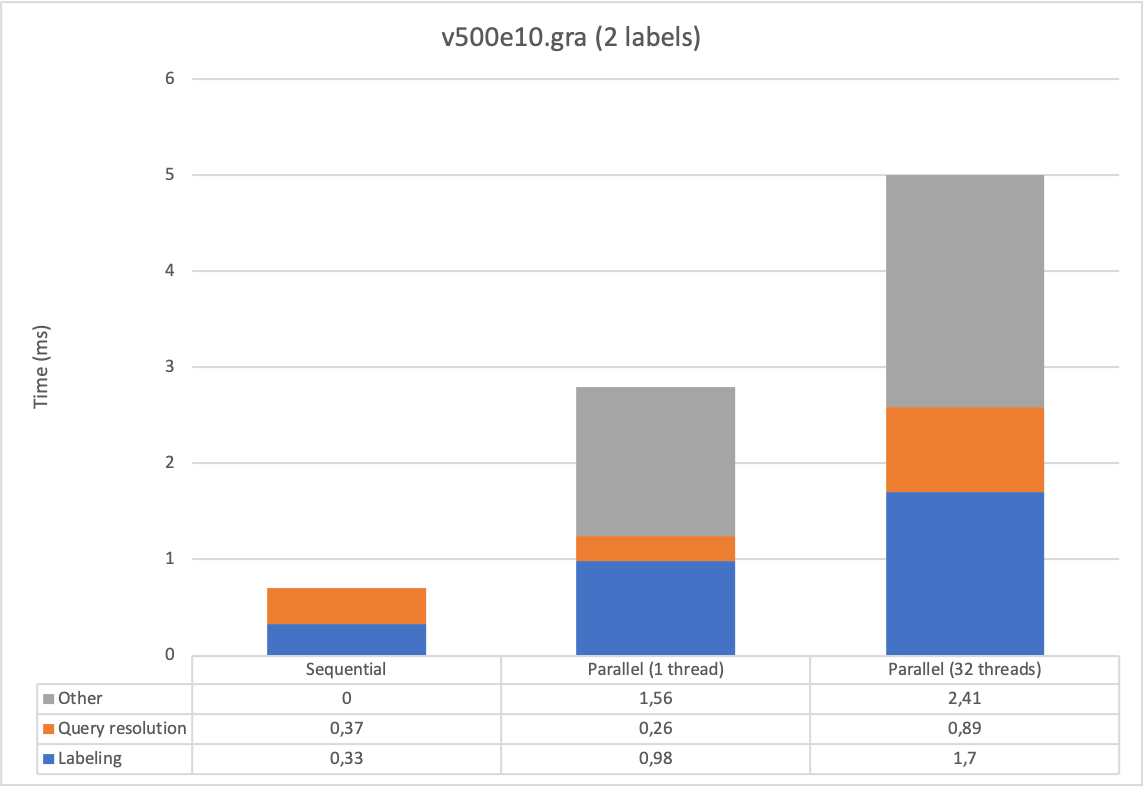 v500e10.gra (2 labels)
6
5
4
3
2
1
0
Time (ms)
Sequential Parallel (1 thread) Parallel (32 threads)
Other 0 1,56 2,41
Query resolution 0,37 0,26 0,89
Labeling 0,33 0,98 1,7